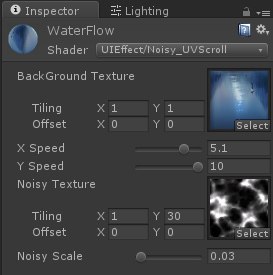 Inspector Lighting
WaterFlow
Shader UIEffect/Noisy_UVScroll
BackGround Texture
Tiling X 1 Y 1
Offset X 0 Y 0
Select
X Speed 5.1
Y Speed 10
Noisy Texture
Tiling X 1 Y 30
Offset X 0 Y 0
Select
Noisy Scale 0.03